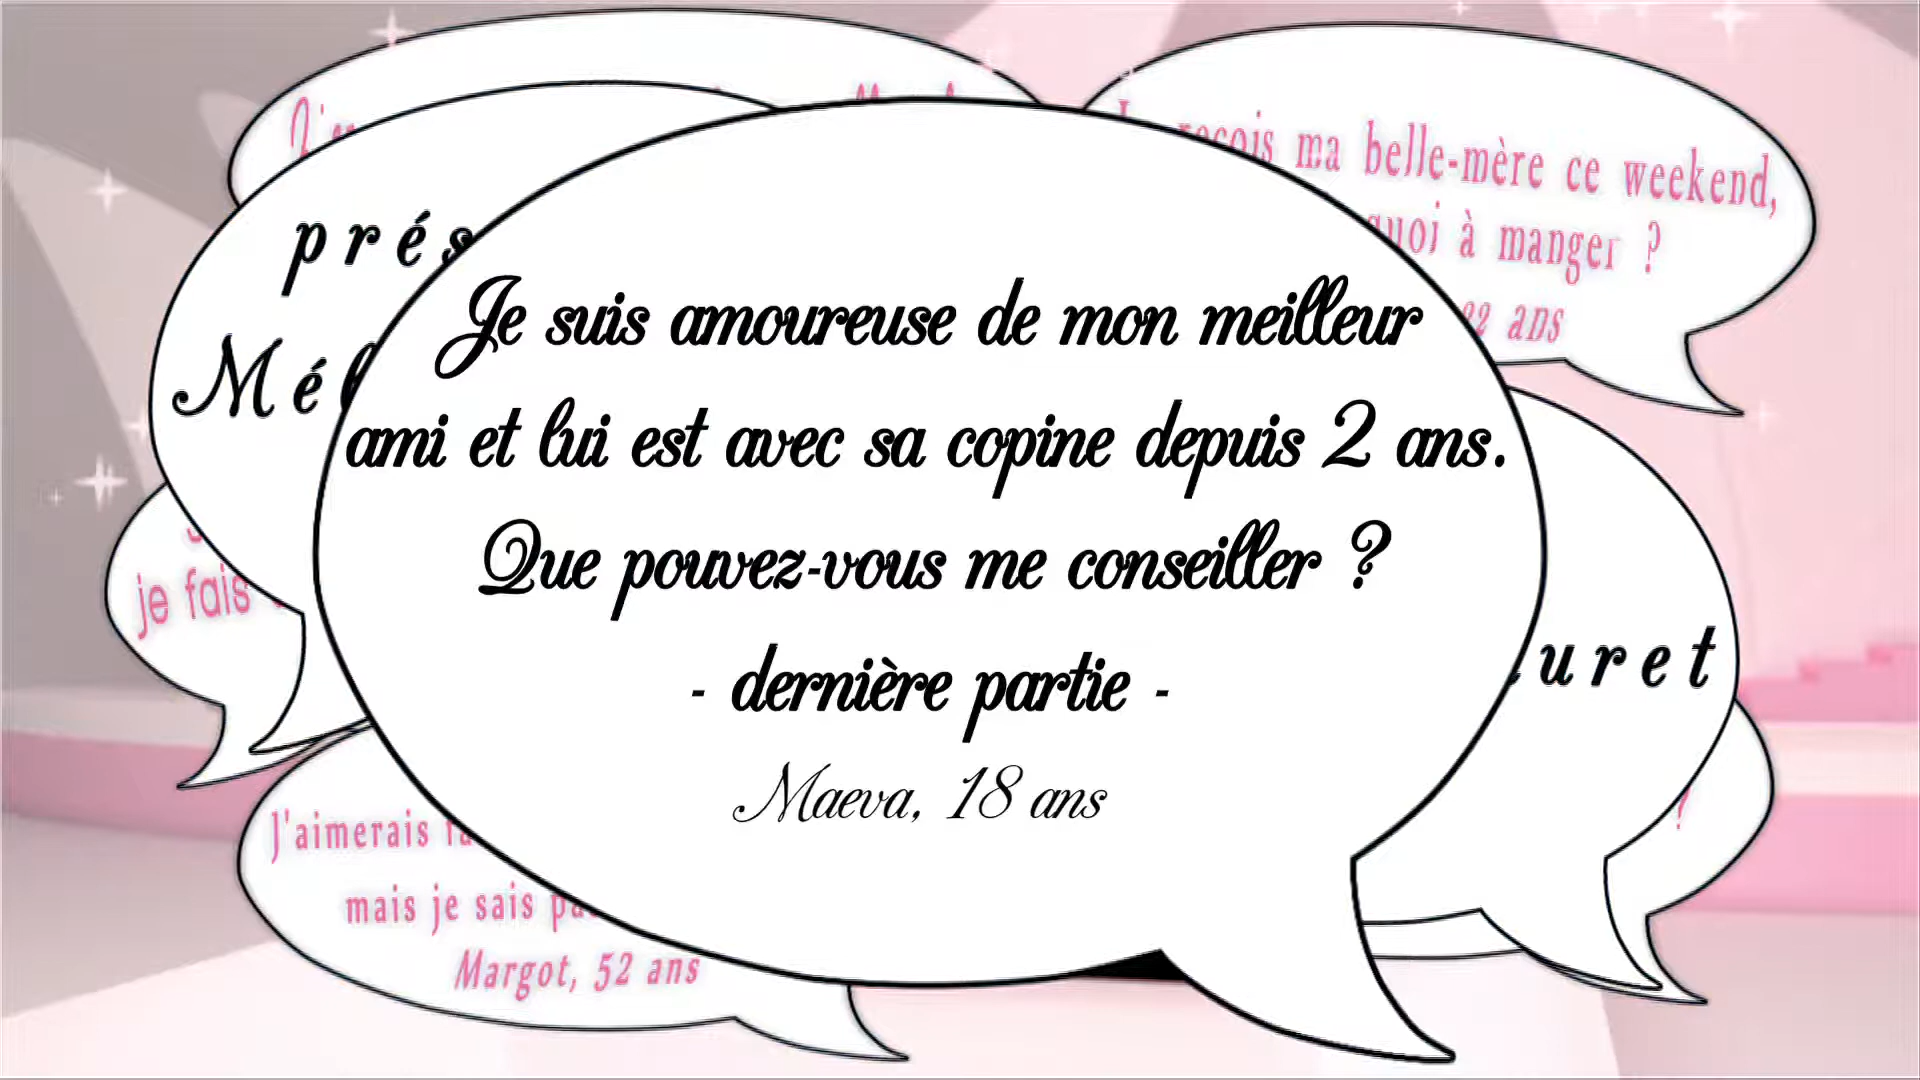 reçois ma belle-mère ce weekend,
quoi à manger ?
ans
Je suis amoureuse de mon meilleur
ami et lui est avec sa copine depuis 2 ans.
Que pouvez-vous me conseiller ?
- dernière partie -
Maeva, 18 ans
je fais
J'aimerais
mais je sais
Margot, 52 ans